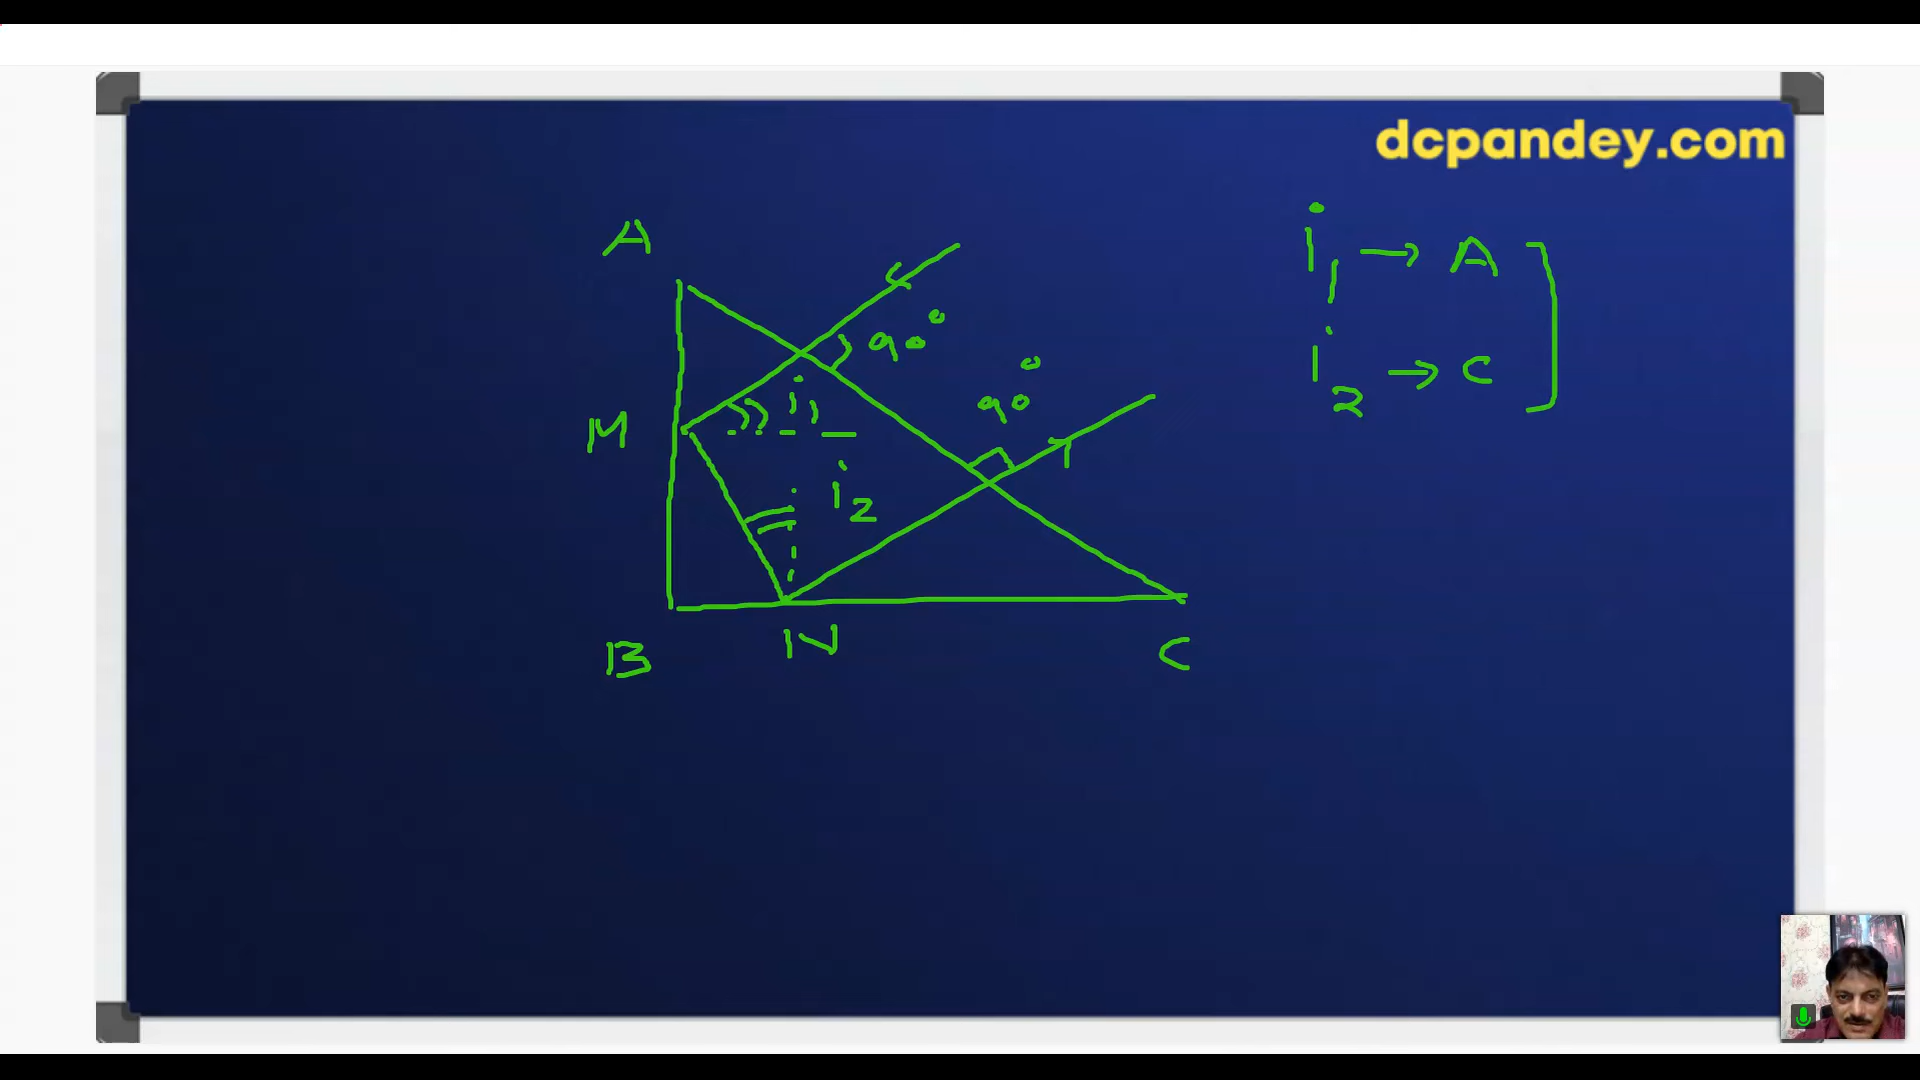 dcpandey.com
A
i₁ → A
90°
90°
i₂ → C
M
i₁
i₂
B
N
C